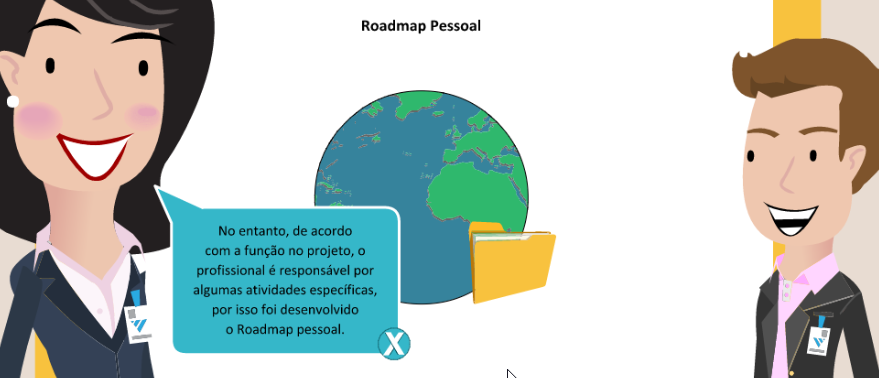 Roadmap Pessoal
No entanto, de acordo
com a função no projeto, o
profissional é responsável por
algumas atividades específicas,
por isso foi desenvolvido
o Roadmap pessoal.
X